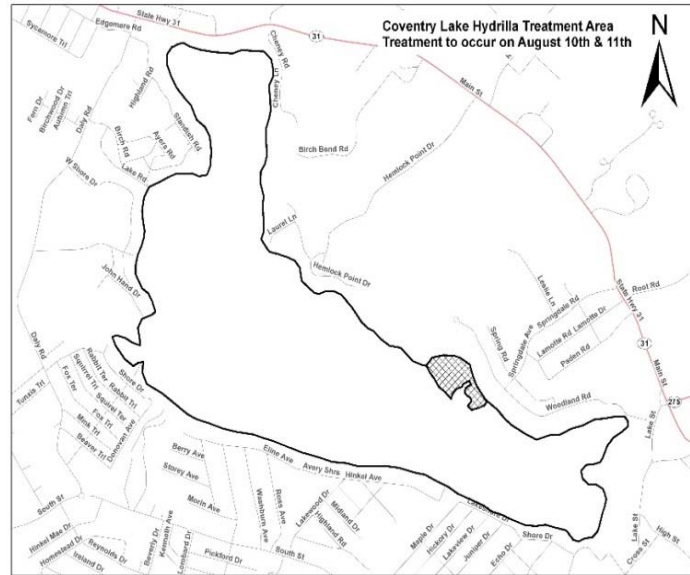 Coventry Lake Hydrilla Treatment Area
Treatment to occur on August 10th & 11th
N
State Hwy 31
Edgemere Rd
Sycamore Trl
31
Cheney Rd
Cheney Ln
Main St
Highland Rd
Fern Dr
Birchwood Dr
Autumn Trl
Daly Rd
Standish Rd
Birch Rd
Ayers Rd
Lake Rd
W Shore Dr
Birch Bend Rd
Hemlock Point Dr
Laurel Ln
Hemlock Point Dr
John Hand Dr
Leslie Ln
Springdale Rd
State Hwy 31
Root Rd
Lamotte Dr
Lamotte Rd
Paden Rd
Spring Rd
Springdale Ave
31
Main St
275
Woodland Rd
Lake St
Daly Rd
Yunsis Trl
Rabbit Ter
Squirrel Trl
Fox Ter
Shore Dr
Rabbit Trl
Squirrel Ter
Fox Trl
Mink Trl
Beaver Trl
Donovan Ave
Berry Ave
Eline Ave
Avery Shrs
Hinkel Ave
Storey Ave
Morin Ave
Washburn Ave
Ross Ave
Lakewood Dr
Highland Rd
Midland Dr
Lakeshore Dr
Maple Dr
Hickory Dr
Lakeview Dr
Juniper Dr
Echo Dr
Shore Dr
Lake St
Cross St
High St
South St
Hinkel Mae Dr
Homestead Dr
Reynolds Dr
Ireland Dr
Beverly Dr
Kenneth Ave
Lombard Dr
Pickford Dr
South St